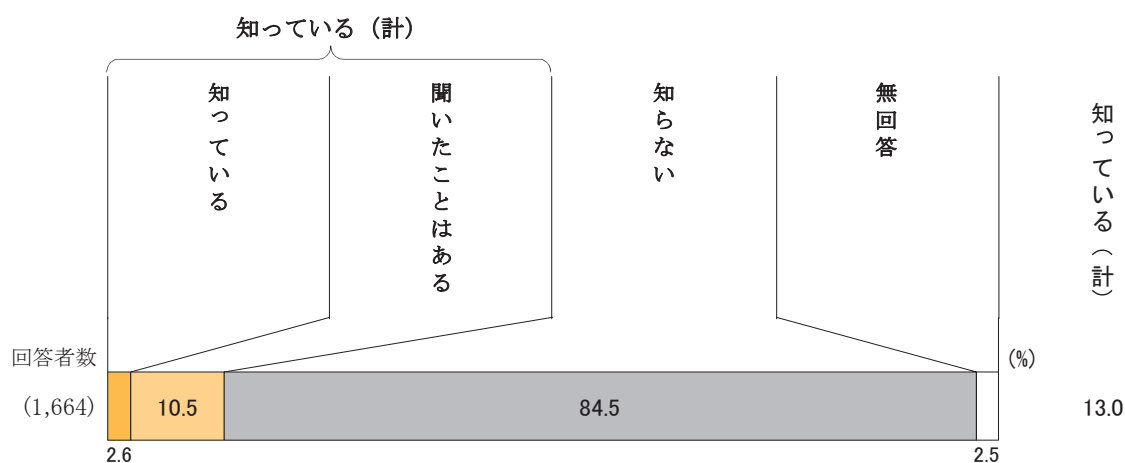 知っている（計）
知っている
聞いたことはある
知らない
無回答
知っている（計）
回答者数
(%)
(1,664)
10.5
84.5
13.0
2.6
2.5